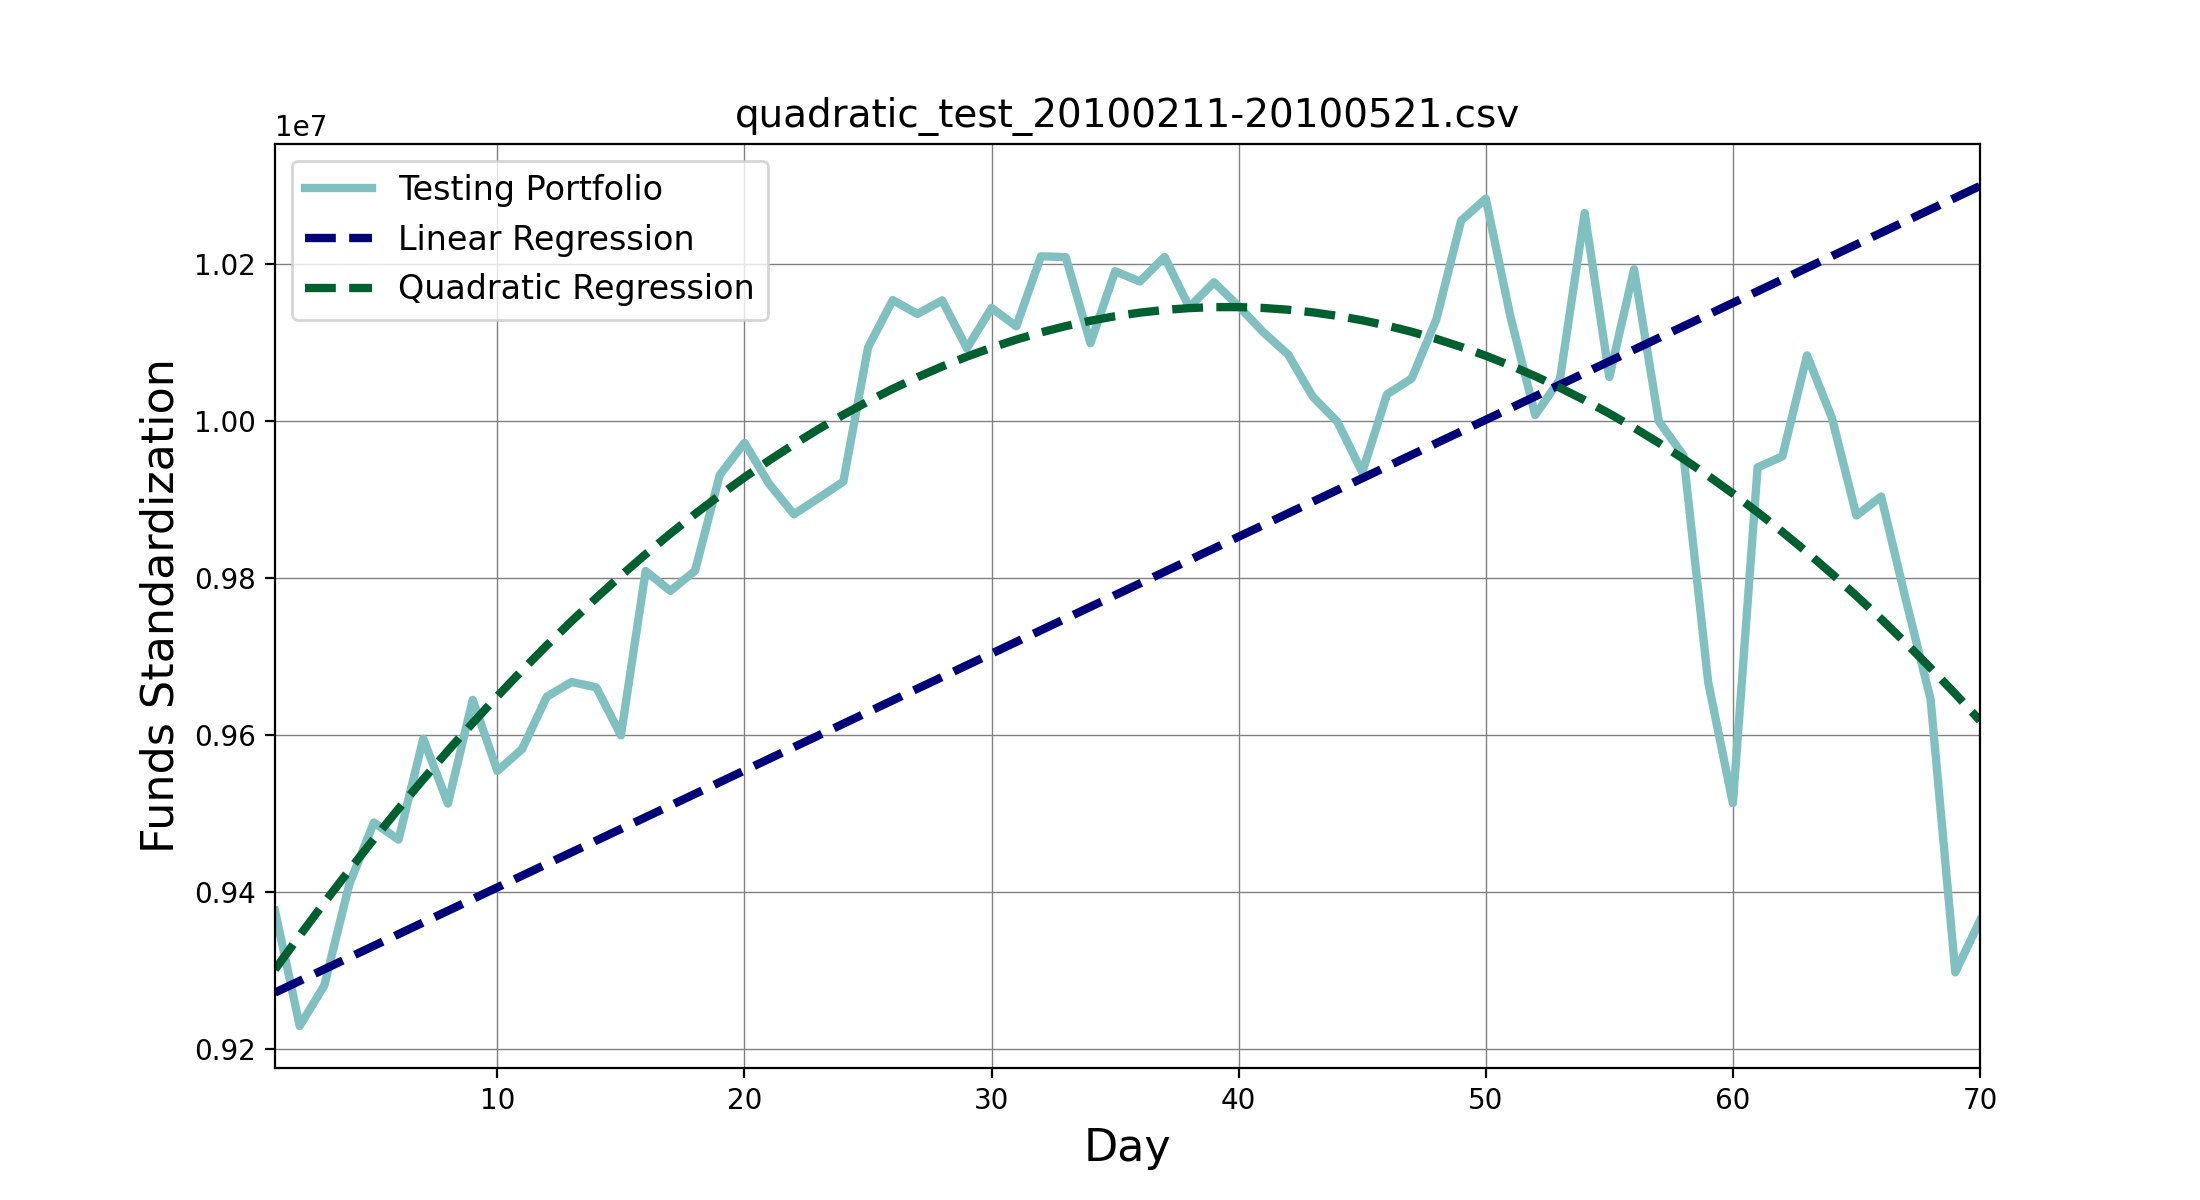 quadratic_test_20100211-20100521.csv
1e7
Testing Portfolio
Linear Regression
Quadratic Regression
1.02
1.00
0.98
0.96
0.94
0.92
Funds Standardization
10 20 30 40 50 60 70
Day